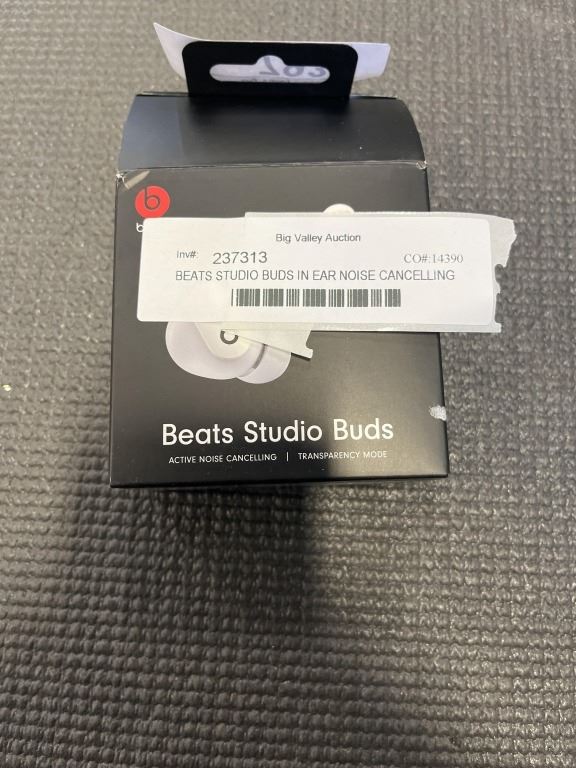 Big Valley Auction
Inv#: 237313 CO#:14390
BEATS STUDIO BUDS IN EAR NOISE CANCELLING
Beats Studio Buds
ACTIVE NOISE CANCELLING | TRANSPARENCY MODE